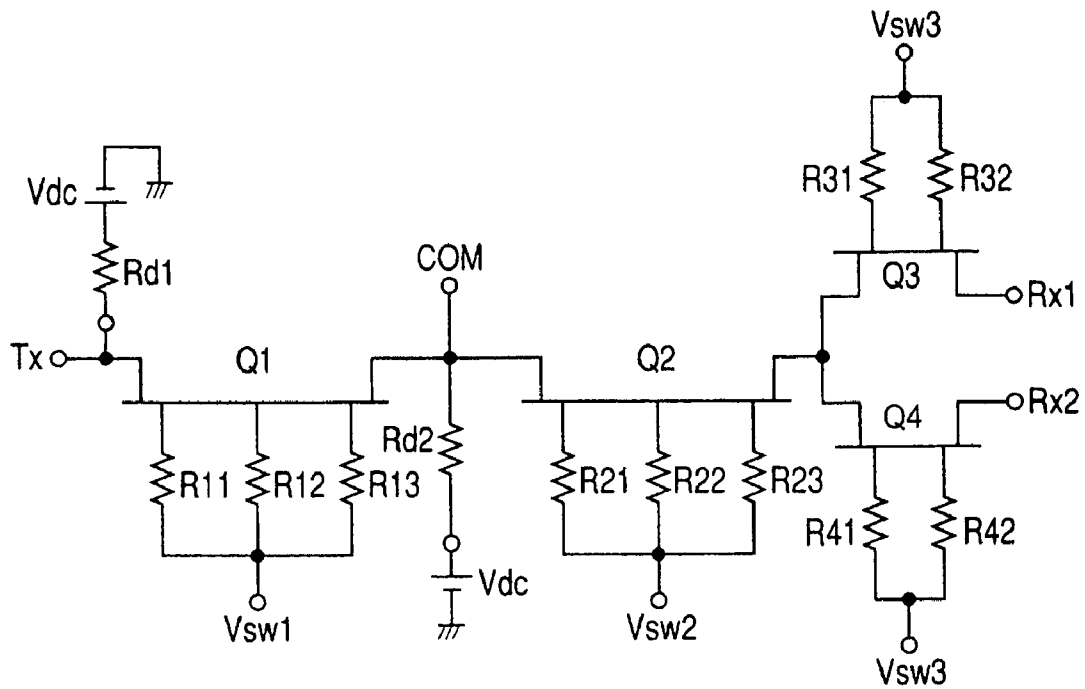 Vsw3
R31
R32
Vdc
Rd1
COM
Q3
Rx1
Tx
Q1
Q2
Rx2
Q4
Rd2
R11
R12
R13
R21
R22
R23
R41
R42
Vdc
Vsw1
Vsw2
Vsw3